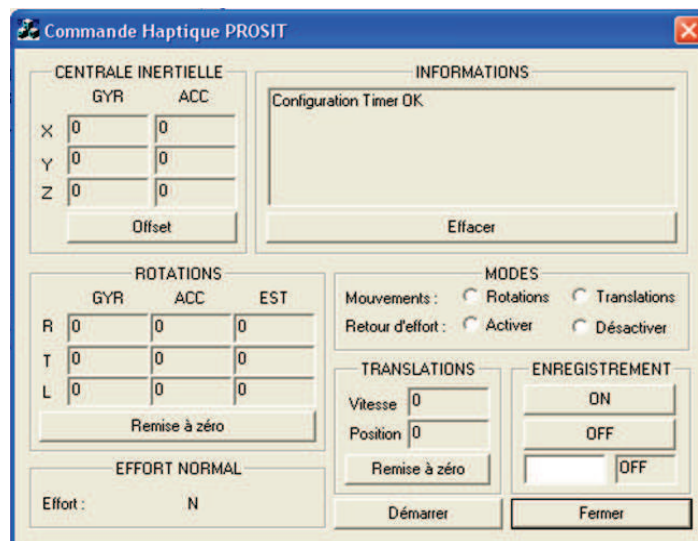 Commande Haptique PROSIT
CENTRALE INERTIELLE
GYR ACC
X 0 0
Y 0 0
Z 0 0
Offset
INFORMATIONS
Configuration Timer OK
Effacer
ROTATIONS
GYR ACC EST
R 0 0 0
T 0 0 0
L 0 0 0
Remise à zéro
MODES
Mouvements : Rotations Translations
Retour d'effort : Activer Désactiver
TRANSLATIONS
Vitesse 0
Position 0
Remise à zéro
ENREGISTREMENT
ON
OFF
OFF
EFFORT NORMAL
Effort : N
Démarrer
Fermer